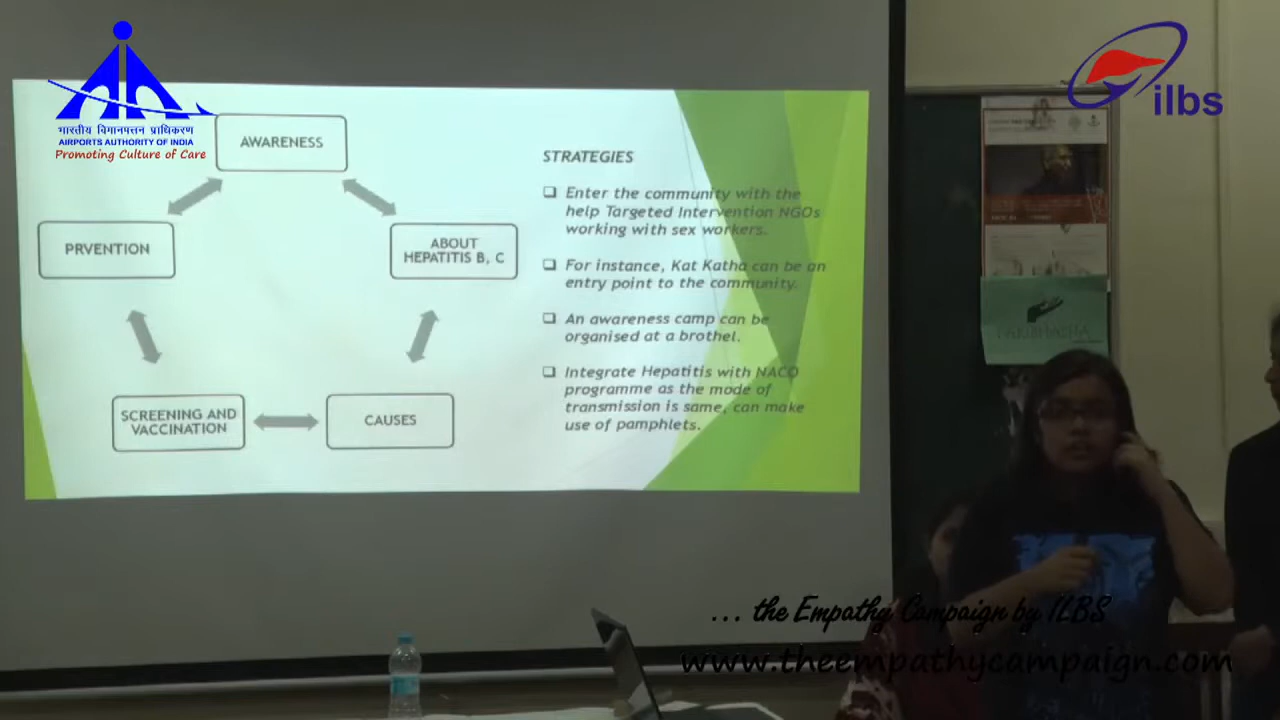 भारतीय विमानपत्तन प्राधिकरण
AIRPORTS AUTHORITY OF INDIA
Promoting Culture of Care
ilbs
AWARENESS
PRVENTION
ABOUT
HEPATITIS B, C
SCREENING AND
VACCINATION
CAUSES
STRATEGIES
❑ Enter the community with the
help Targeted Intervention NGOs
working with sex workers.
❑ For instance, Kat Katha can be an
entry point to the community.
❑ An awareness camp can be
organised at a brothel.
❑ Integrate Hepatitis with NACO
programme as the mode of
transmission is same, can make
use of pamphlets.
PARIBHASHA
... the Empathy Campaign by ILBS
www.theempathycampaign.com